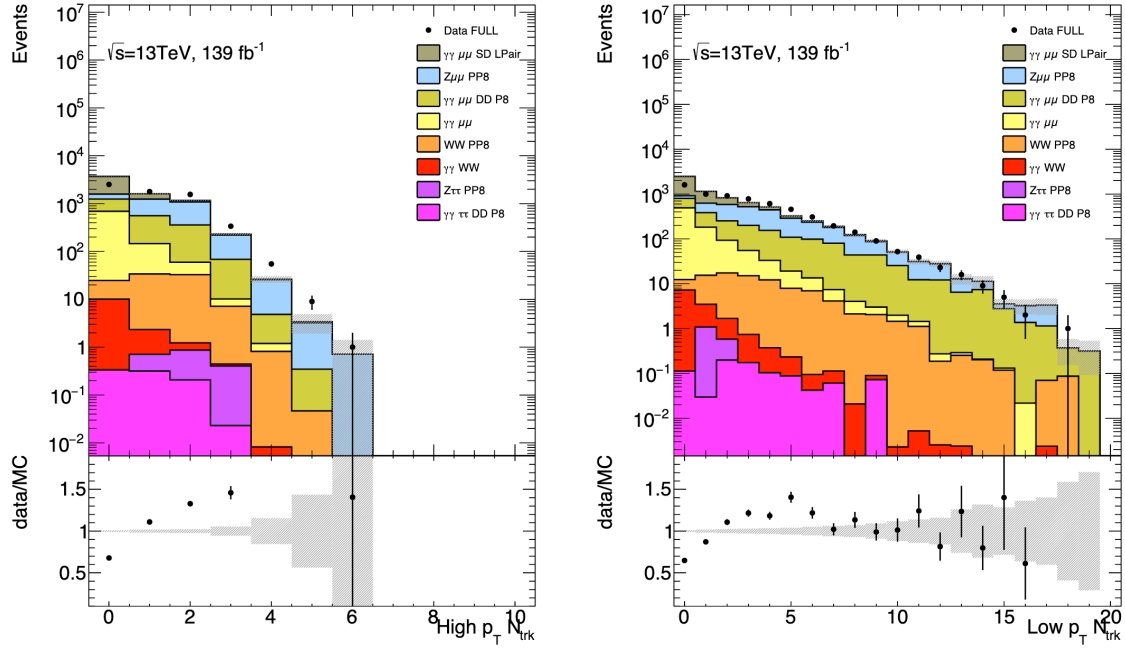 Events
10⁷
10⁶
10⁵
10⁴
10³
10²
10
1
10⁻¹
10⁻²
√s=13TeV, 139 fb⁻¹
Data FULL
γγ μμ SD LPair
Zμμ PP8
γγ μμ DD P8
γγ μμ
WW PP8
γγ WW
Zττ PP8
γγ ττ DD P8
data/MC
1.5
1
0.5
0 2 4 6 8 10
High p_T N_trk
Events
10⁷
10⁶
10⁵
10⁴
10³
10²
10
1
10⁻¹
10⁻²
√s=13TeV, 139 fb⁻¹
Data FULL
γγ μμ SD LPair
Zμμ PP8
γγ μμ DD P8
γγ μμ
WW PP8
γγ WW
Zττ PP8
γγ ττ DD P8
data/MC
1.5
1
0.5
0 5 10 15 20
Low p_T N_trk